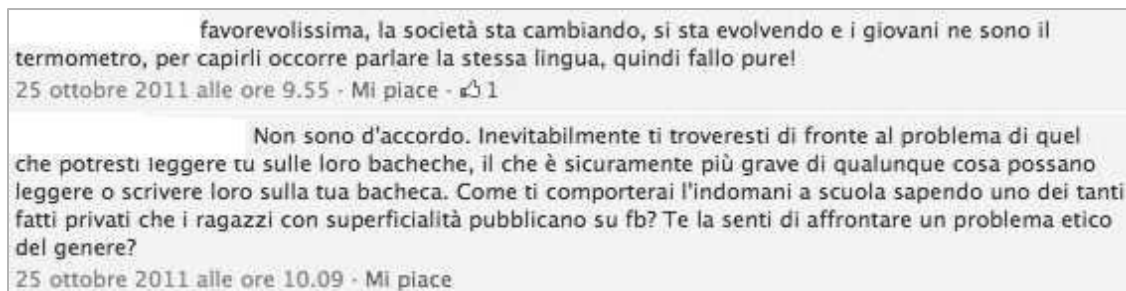 favorevolissima, la società sta cambiando, si sta evolvendo e i giovani ne sono il
termometro, per capirli occorre parlare la stessa lingua, quindi fallo pure!
25 ottobre 2011 alle ore 9.55 · Mi piace · 1
Non sono d'accordo. Inevitabilmente ti troveresti di fronte al problema di quel
che potresti leggere tu sulle loro bacheche, il che è sicuramente più grave di qualunque cosa possano
leggere o scrivere loro sulla tua bacheca. Come ti comporterai l'indomani a scuola sapendo uno dei tanti
fatti privati che i ragazzi con superficialità pubblicano su fb? Te la senti di affrontare un problema etico
del genere?
25 ottobre 2011 alle ore 10.09 · Mi piace